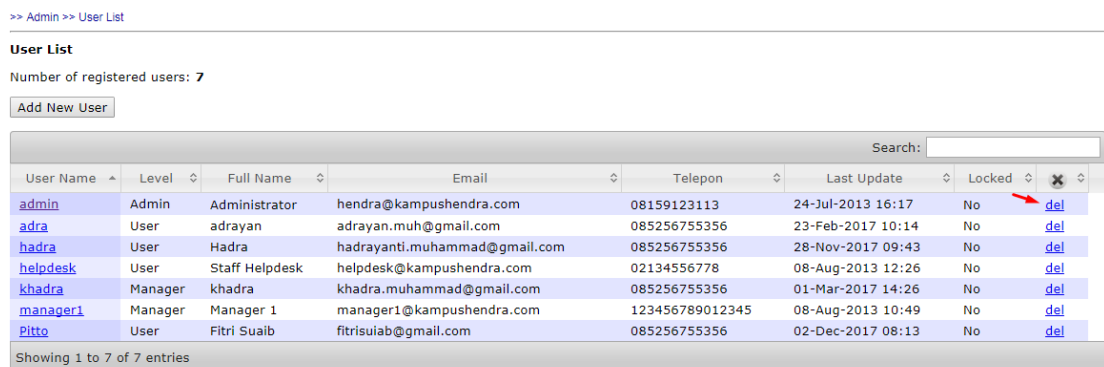 >> Admin >> User List
User List
Number of registered users: 7
Add New User
Search:
User Name Level Full Name Email Telepon Last Update Locked
admin Admin Administrator hendra@kampushendra.com 08159123113 24-Jul-2013 16:17 No del
adra User adrayan adrayan.muh@gmail.com 085256755356 23-Feb-2017 10:14 No del
hadra User Hadra hadrayanti.muhammad@gmail.com 085256755356 28-Nov-2017 09:43 No del
helpdesk User Staff Helpdesk helpdesk@kampushendra.com 02134556778 08-Aug-2013 12:26 No del
khadra Manager khadra khadra.muhammad@gmail.com 085256755356 01-Mar-2017 14:26 No del
manager1 Manager Manager 1 manager1@kampushendra.com 123456789012345 08-Aug-2013 10:49 No del
Pitto User Fitri Suaib fitrisuiab@gmail.com 085256755356 02-Dec-2017 08:13 No del
Showing 1 to 7 of 7 entries